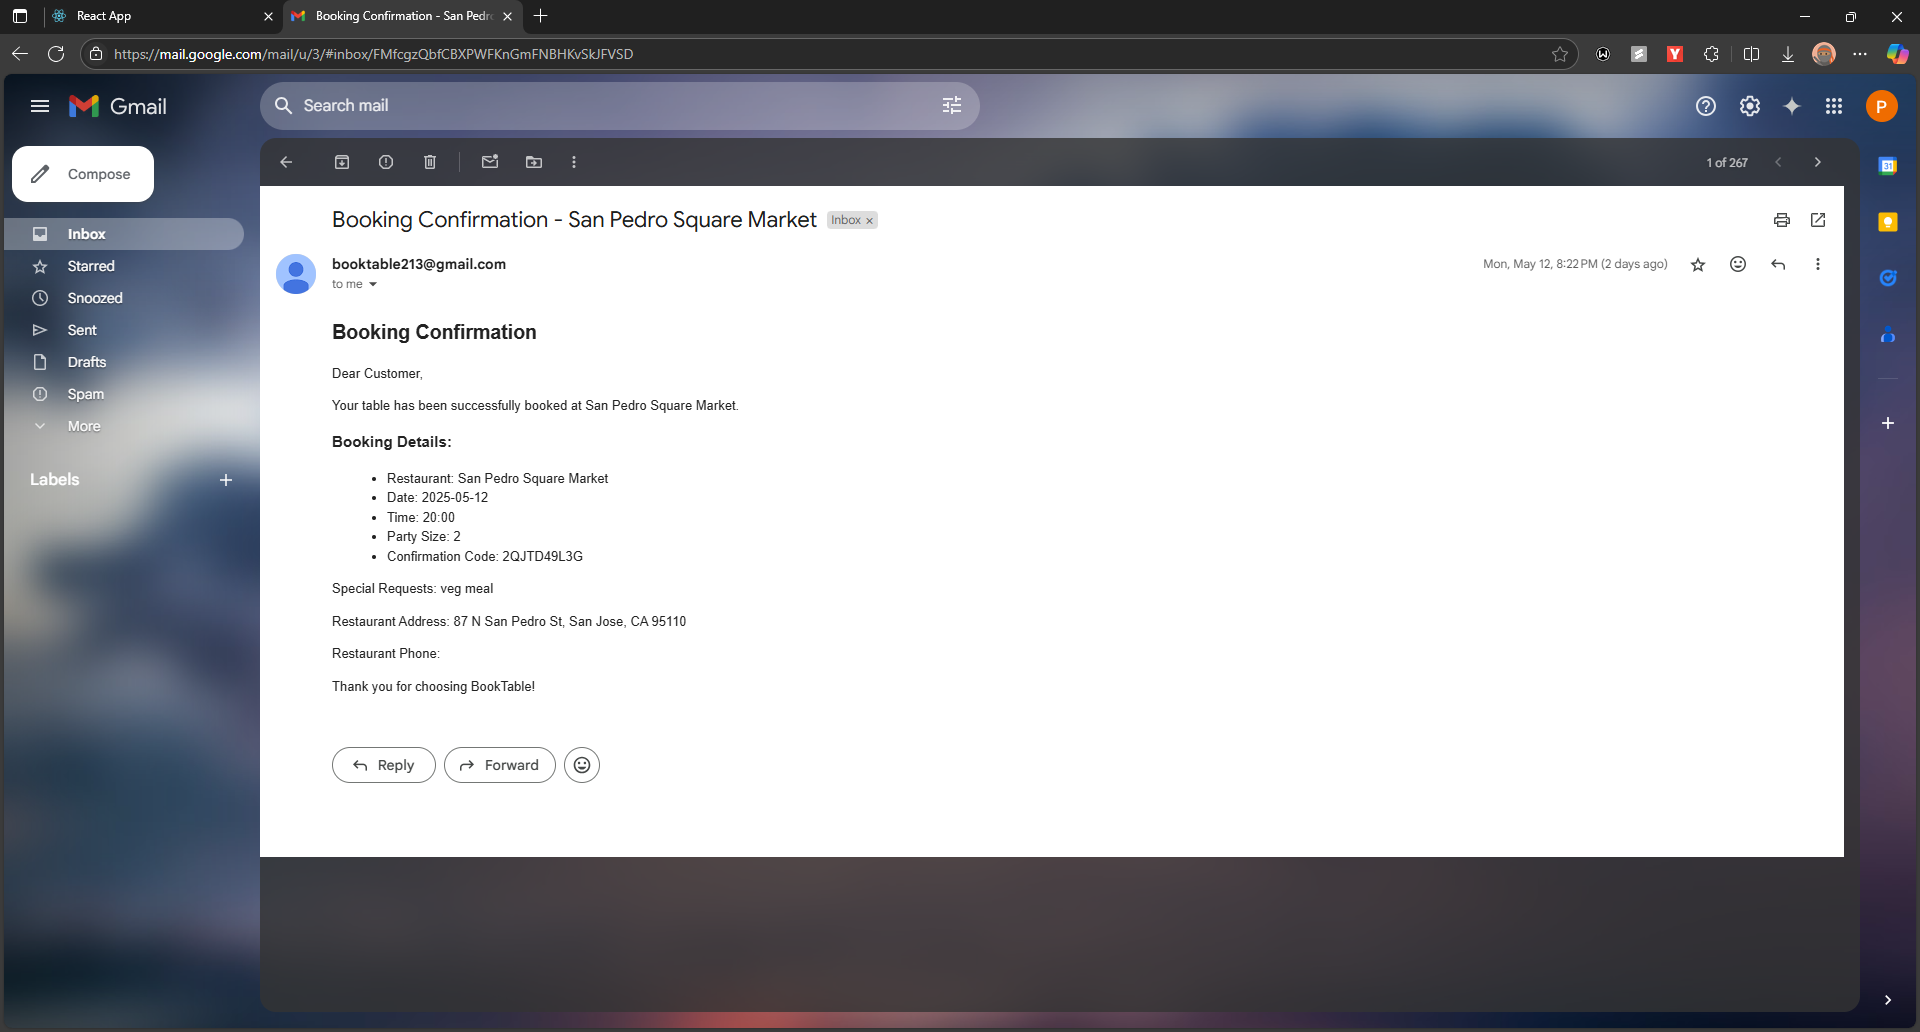 React App
Booking Confirmation - San Pedr
https://mail.google.com/mail/u/3/#inbox/FMfcgzQbfCBXPWFKnGmFNBHKvSkJFVSD
Gmail
Search mail
P
Compose
1 of 267
Inbox
Starred
Snoozed
Sent
Drafts
Spam
More
Labels
Booking Confirmation - San Pedro Square Market Inbox ×
booktable213@gmail.com
Mon, May 12, 8:22 PM (2 days ago)
to me
Booking Confirmation
Dear Customer,
Your table has been successfully booked at San Pedro Square Market.
Booking Details:
• Restaurant: San Pedro Square Market
• Date: 2025-05-12
• Time: 20:00
• Party Size: 2
• Confirmation Code: 2QJTD49L3G
Special Requests: veg meal
Restaurant Address: 87 N San Pedro St, San Jose, CA 95110
Restaurant Phone:
Thank you for choosing BookTable!
Reply
Forward
31